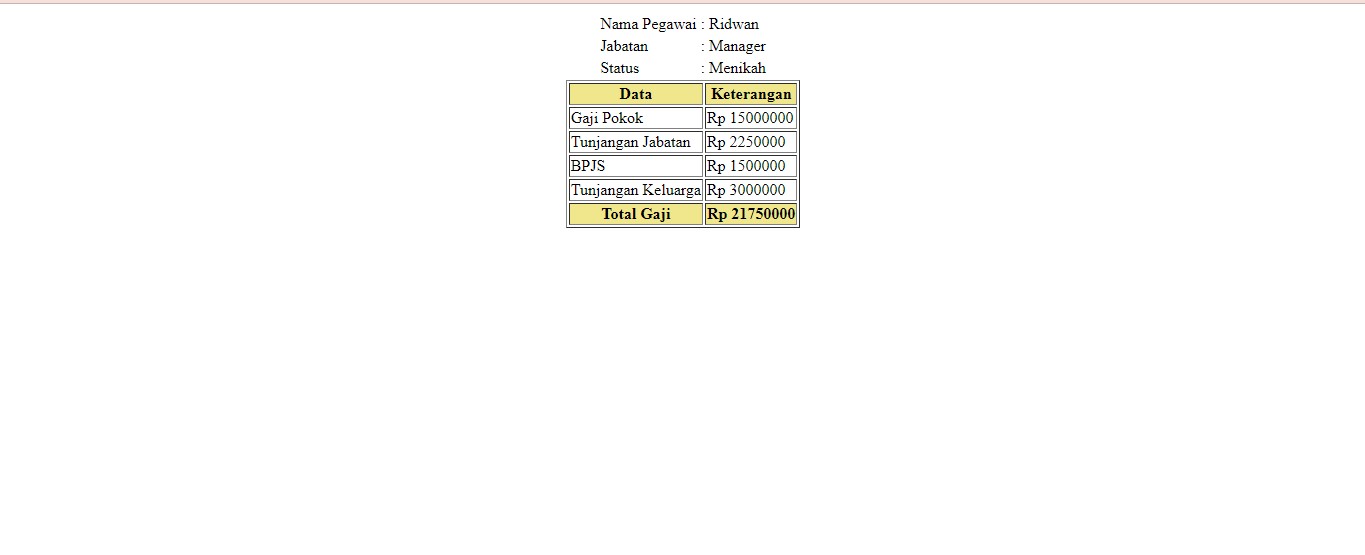 Nama Pegawai : Ridwan
Jabatan : Manager
Status : Menikah
Data Keterangan
Gaji Pokok Rp 15000000
Tunjangan Jabatan Rp 2250000
BPJS Rp 1500000
Tunjangan Keluarga Rp 3000000
Total Gaji Rp 21750000